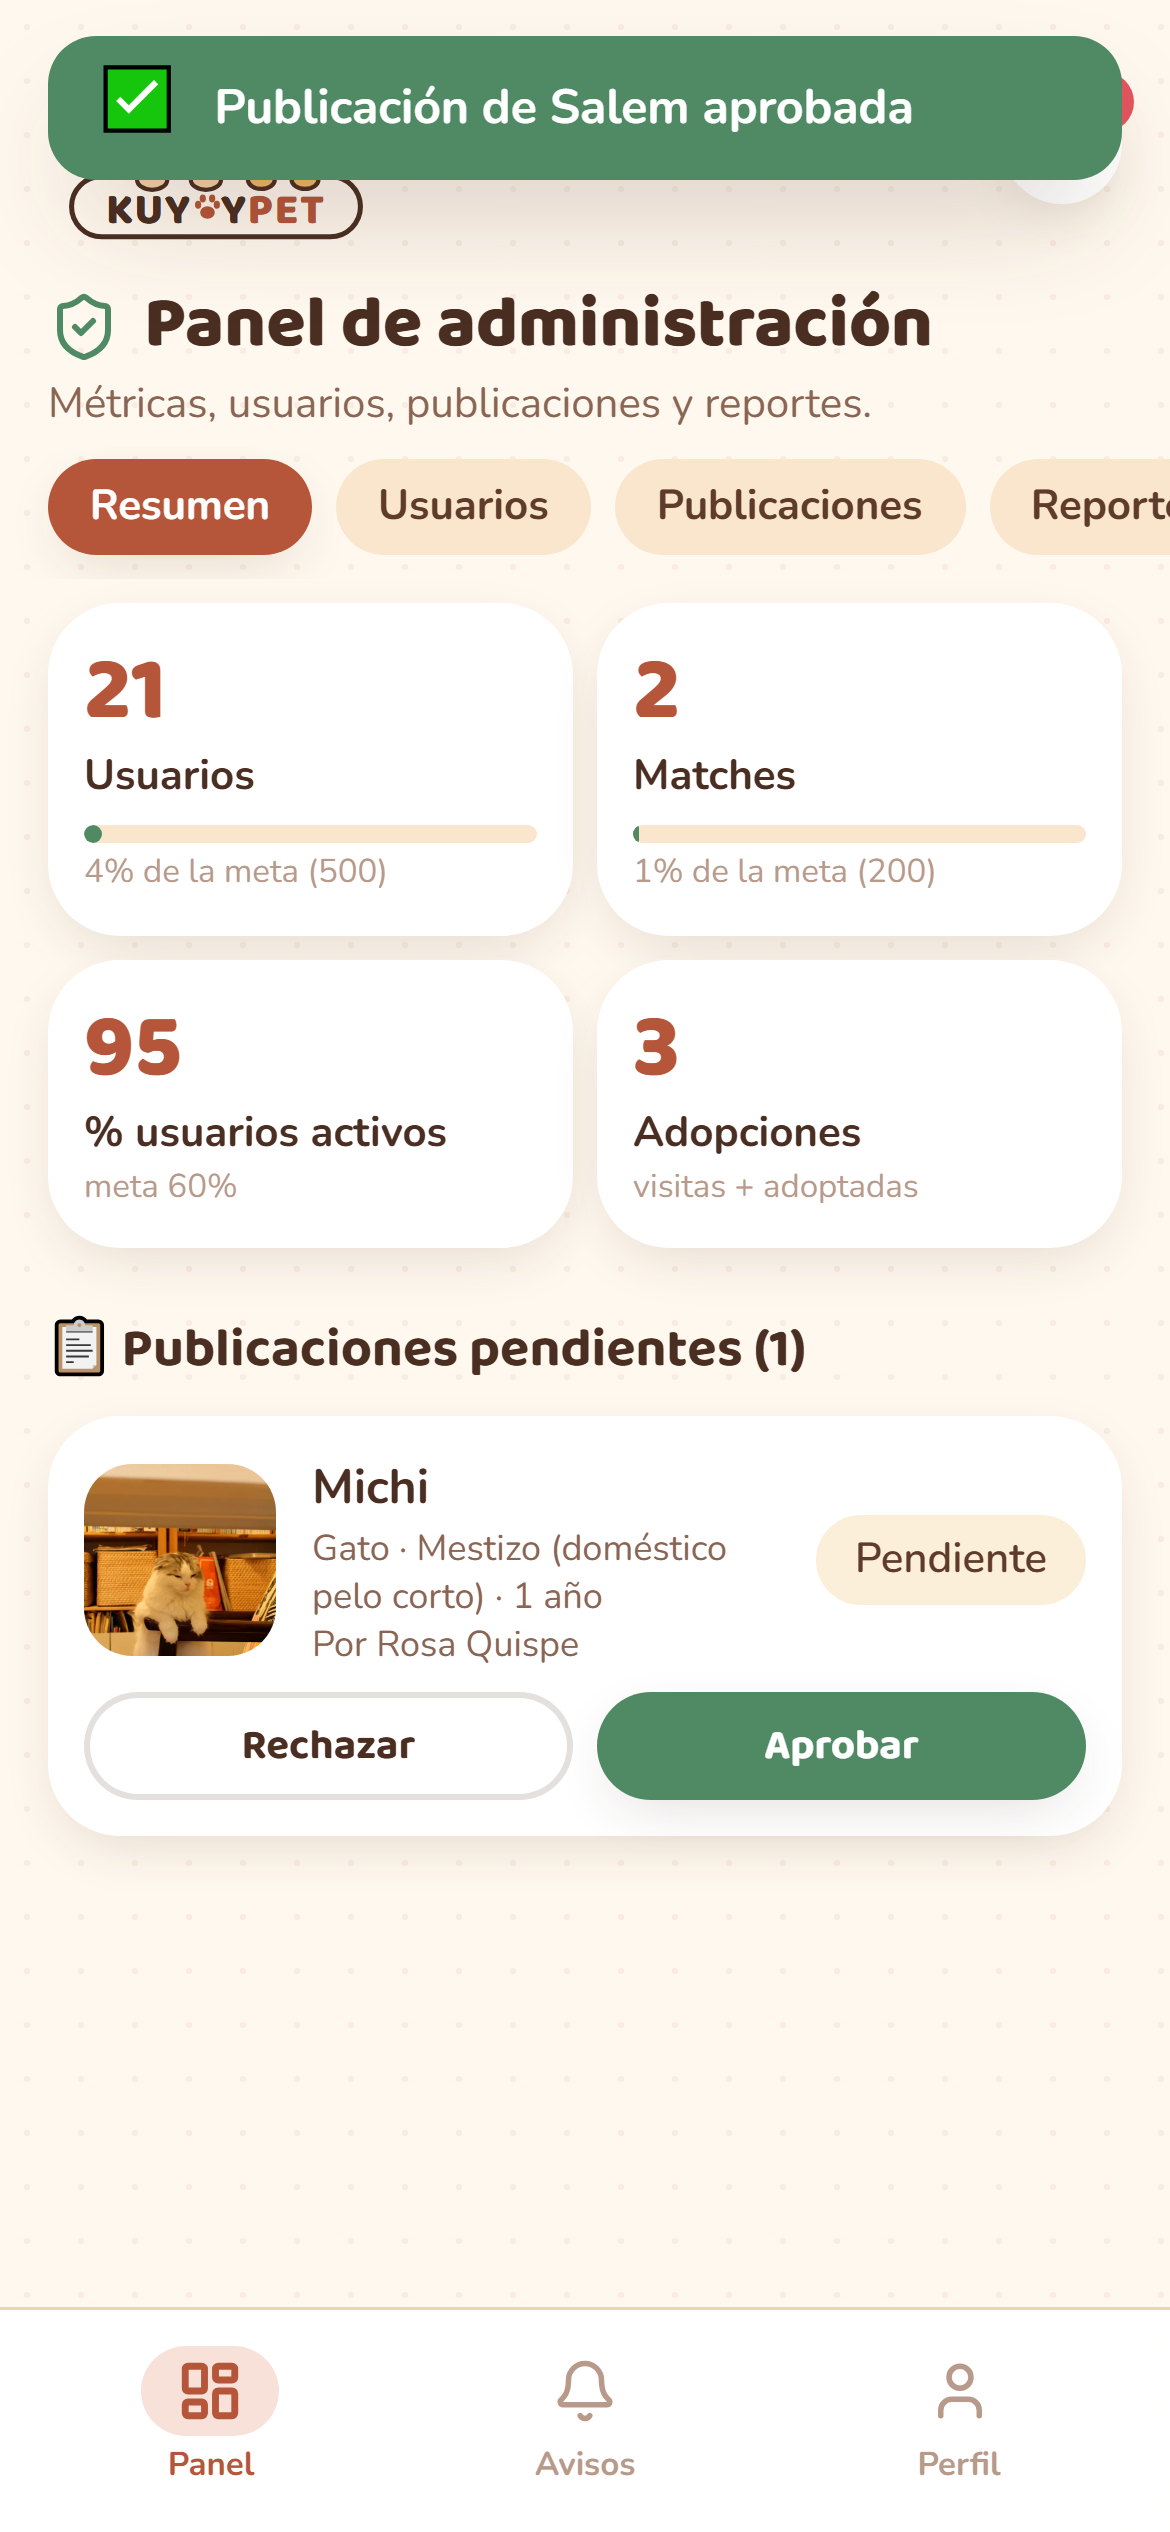 Publicación de Salem aprobada
KUYAYPET
Panel de administración
Métricas, usuarios, publicaciones y reportes.
Resumen
Usuarios
Publicaciones
21
Usuarios
4% de la meta (500)
2
Matches
1% de la meta (200)
95
% usuarios activos
meta 60%
3
Adopciones
visitas + adoptadas
Publicaciones pendientes (1)
Michi
Gato · Mestizo (doméstico
pelo corto) · 1 año
Por Rosa Quispe
Pendiente
Rechazar
Aprobar
Panel
Avisos
Perfil